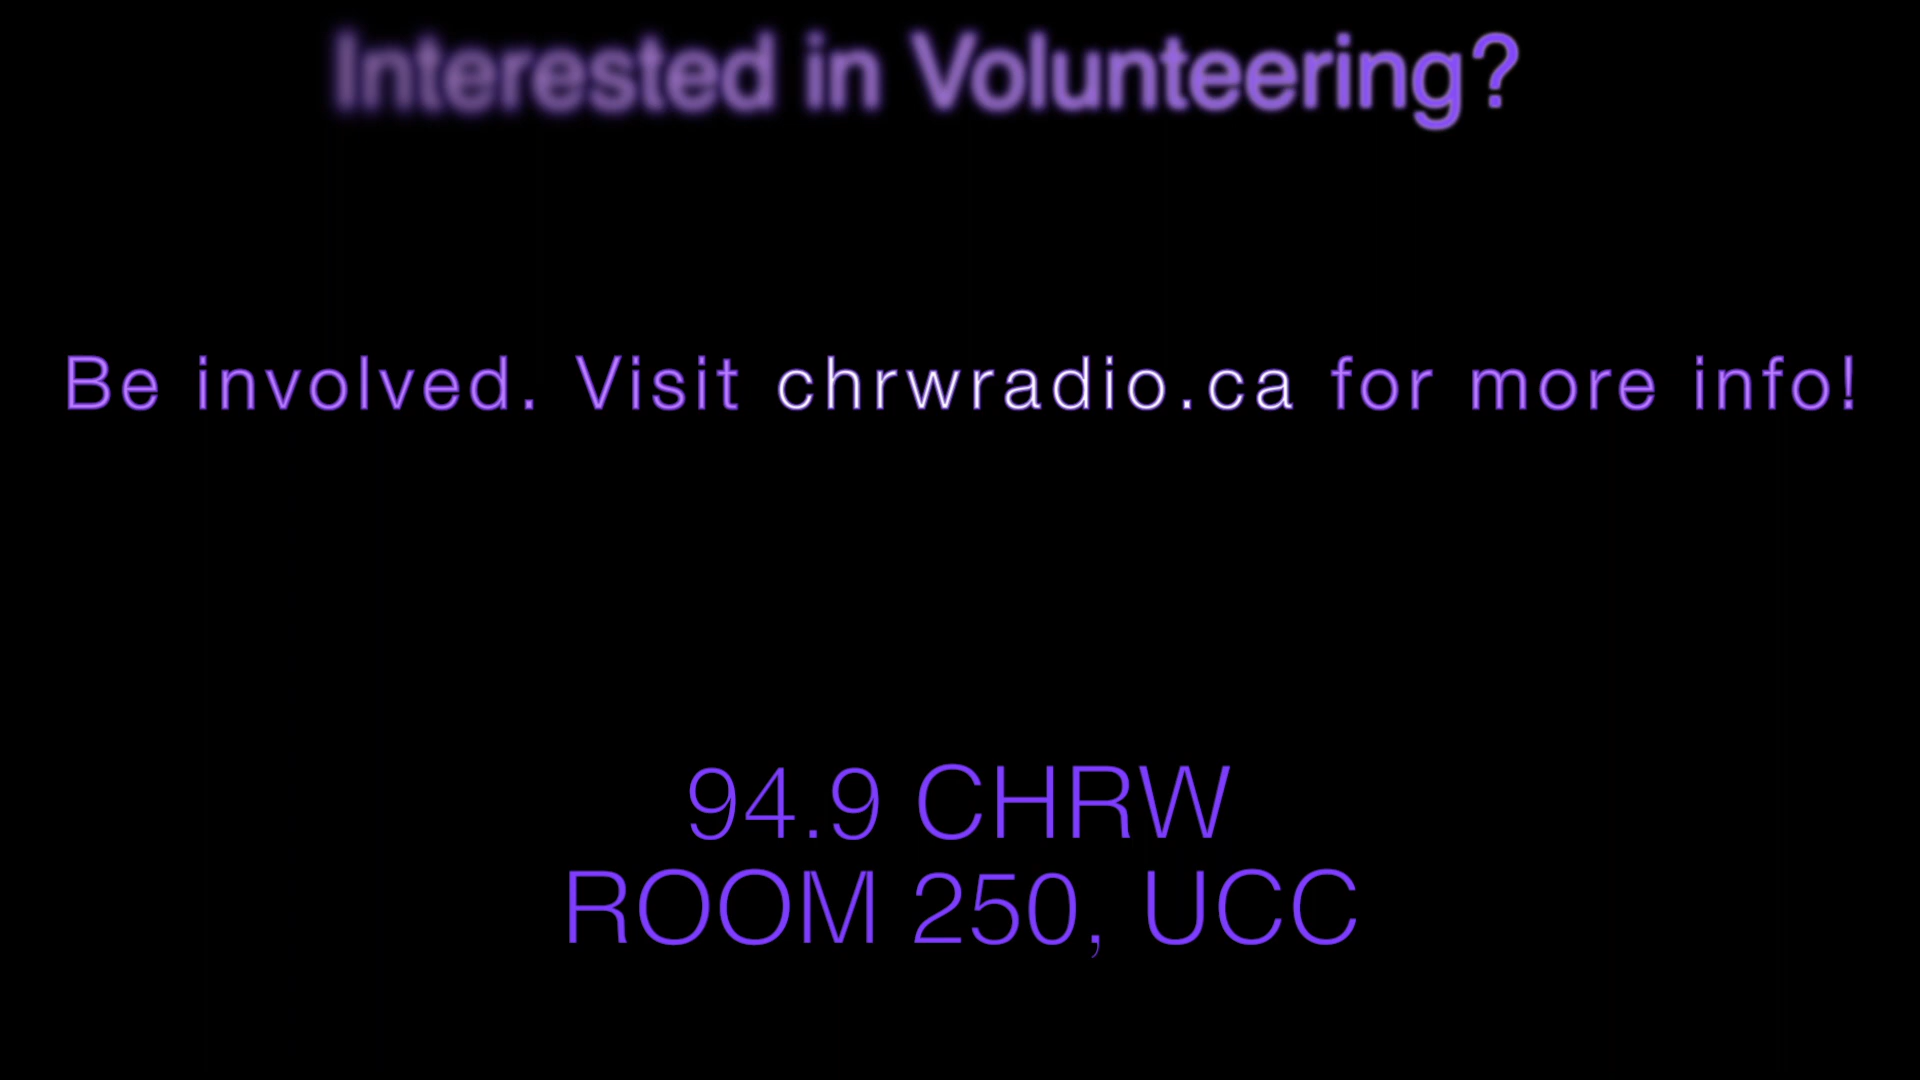 Interested in Volunteering?
Be involved. Visit chrwradio.ca for more info!
94.9 CHRW
ROOM 250, UCC